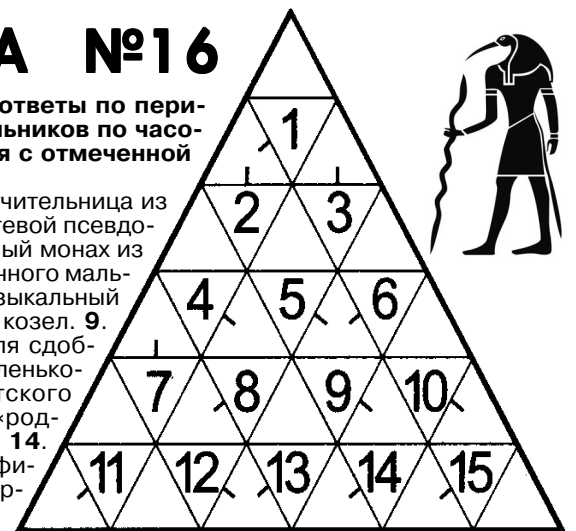 А №16
ответы по пери-
льников по часо-
я с отмеченной
чительница из
тевой псевдо-
ый монах из
нного маль-
зыкальный
козел. 9.
ля сдоб-
ленько-
тского
«род-
14.
фи-
р-
1
2 3
4 5 6
7 8 9 10
11 12 13 14 15